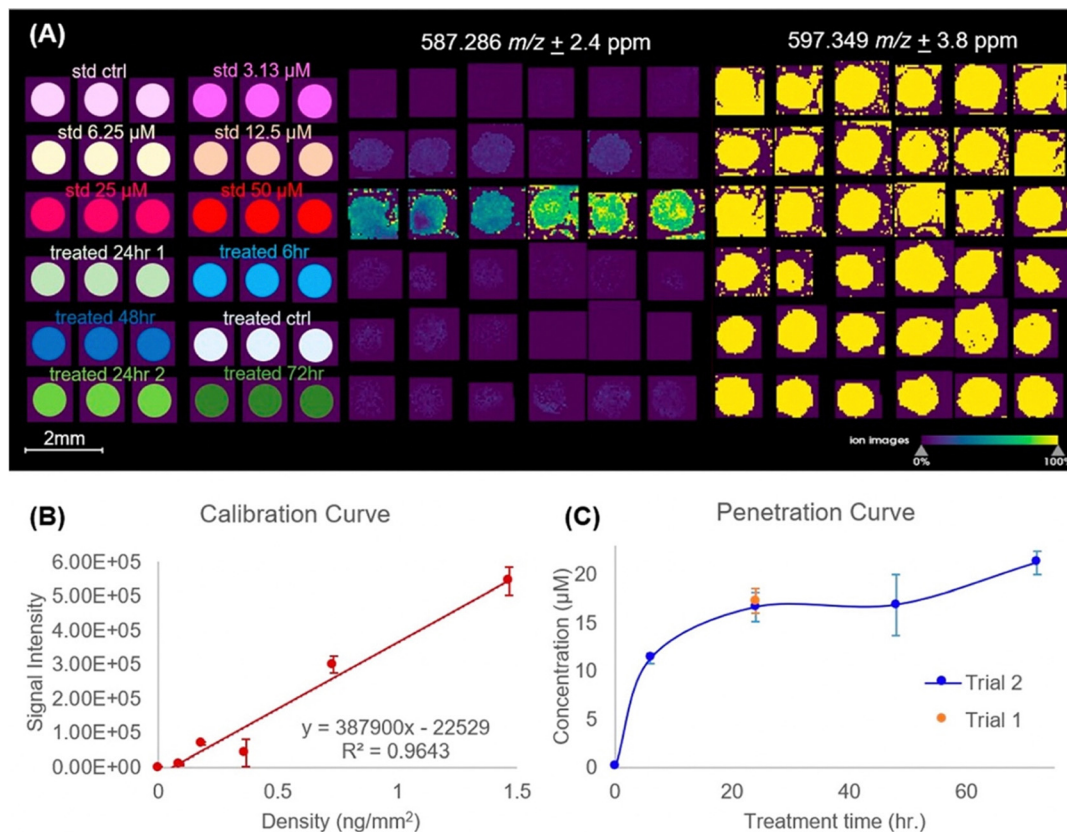 (A)
587.286 m/z ± 2.4 ppm
597.349 m/z ± 3.8 ppm
std ctrl
std 3.13 µM
std 6.25 µM
std 12.5 µM
std 25 µM
std 50 µM
treated 24hr 1
treated 6hr
treated 48hr
treated ctrl
treated 24hr 2
treated 72hr
2mm
ion images
0%
100%
(B)
Calibration Curve
Signal Intensity
6.00E+05
5.00E+05
4.00E+05
3.00E+05
2.00E+05
1.00E+05
0.00E+00
y = 387900x - 22529
R² = 0.9643
0
0.5
1
1.5
Density (ng/mm²)
(C)
Penetration Curve
Concentration (µM)
20
15
10
5
0
Trial 2
Trial 1
0
20
40
60
Treatment time (hr.)